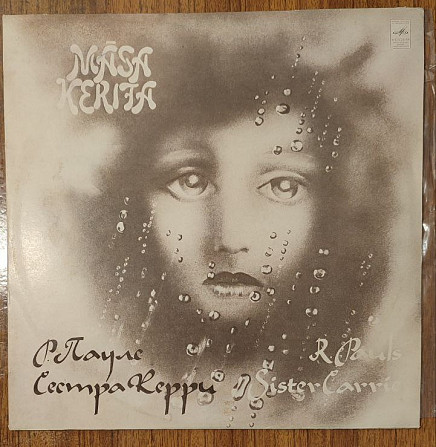 MĀSA
KERIJA
Р. Паулс
Сестра Керри
R. Pauls
Sister Carrie